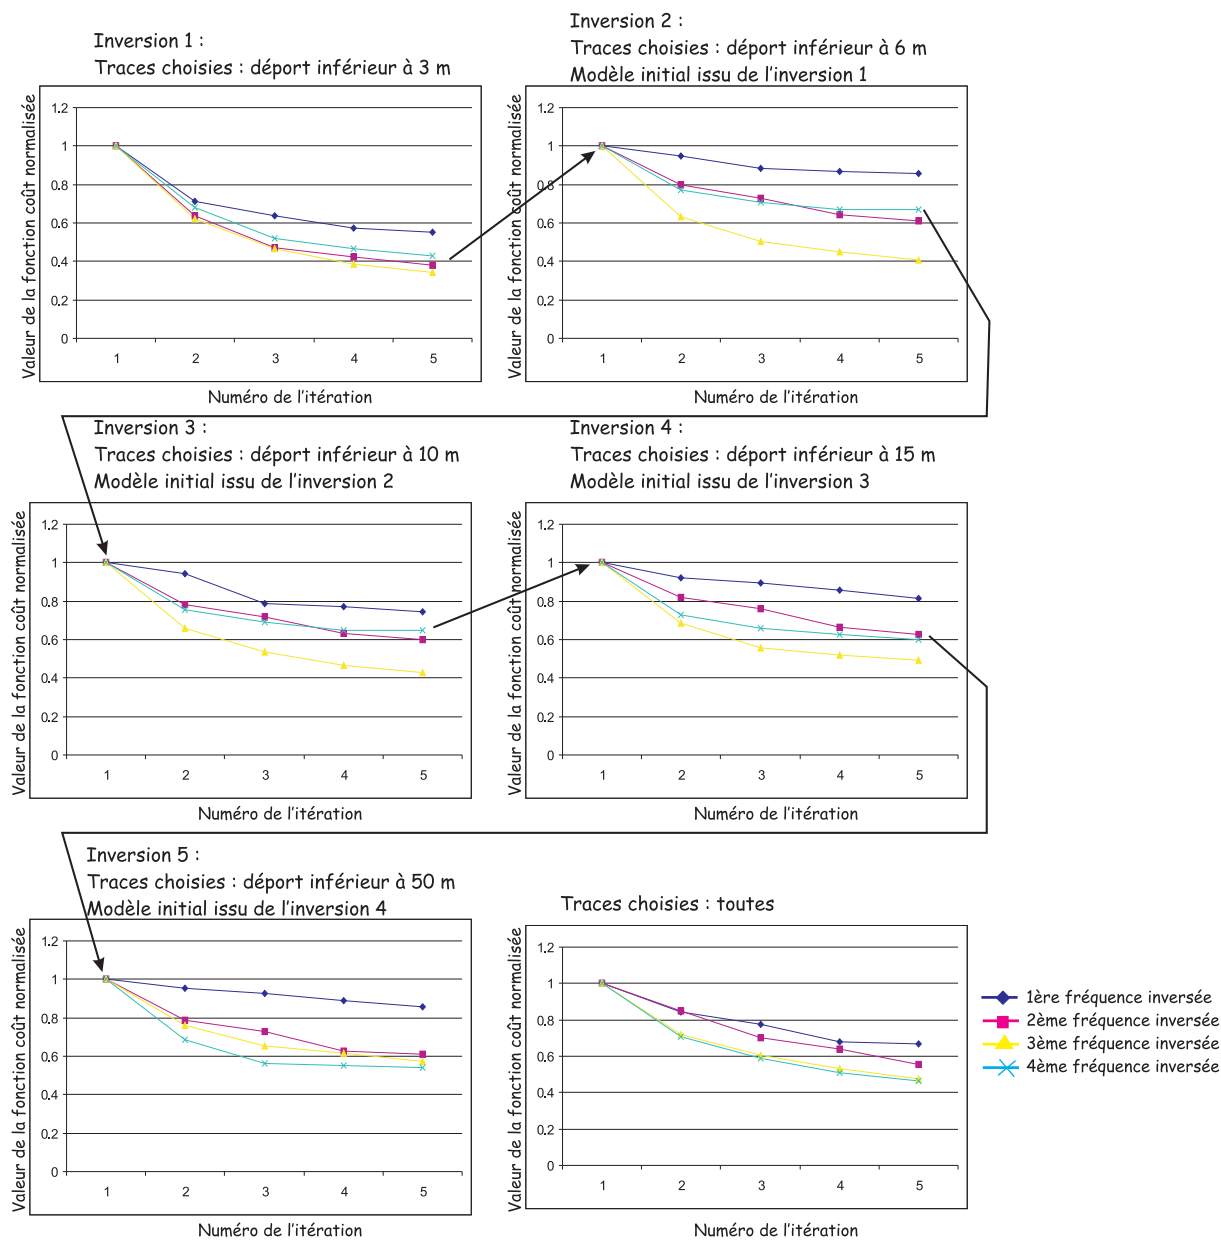 Inversion 1 :
Traces choisies : déport inférieur à 3 m
Valeur de la fonction coût normalisée
1.2
1
0.8
0.6
0.4
0.2
0
1 2 3 4 5
Numéro de l'itération
Inversion 2 :
Traces choisies : déport inférieur à 6 m
Modèle initial issu de l'inversion 1
Valeur de la fonction coût normalisée
1.2
1
0.8
0.6
0.4
0.2
0
1 2 3 4 5
Numéro de l'itération
Inversion 3 :
Traces choisies : déport inférieur à 10 m
Modèle initial issu de l'inversion 2
Valeur de la fonction coût normalisée
1.2
1
0.8
0.6
0.4
0.2
0
1 2 3 4 5
Numéro de l'itération
Inversion 4 :
Traces choisies : déport inférieur à 15 m
Modèle initial issu de l'inversion 3
Valeur de la fonction coût normalisée
1.2
1
0.8
0.6
0.4
0.2
0
1 2 3 4 5
Numéro de l'itération
Inversion 5 :
Traces choisies : déport inférieur à 50 m
Modèle initial issu de l'inversion 4
Valeur de la fonction coût normalisée
1.2
1
0.8
0.6
0.4
0.2
0
1 2 3 4 5
Numéro de l'itération
Traces choisies : toutes
Valeur de la fonction coût normalisée
1.2
1
0.8
0.6
0.4
0.2
0
1 2 3 4 5
Numéro de l'itération
1ère fréquence inversée
2ème fréquence inversée
3ème fréquence inversée
4ème fréquence inversée